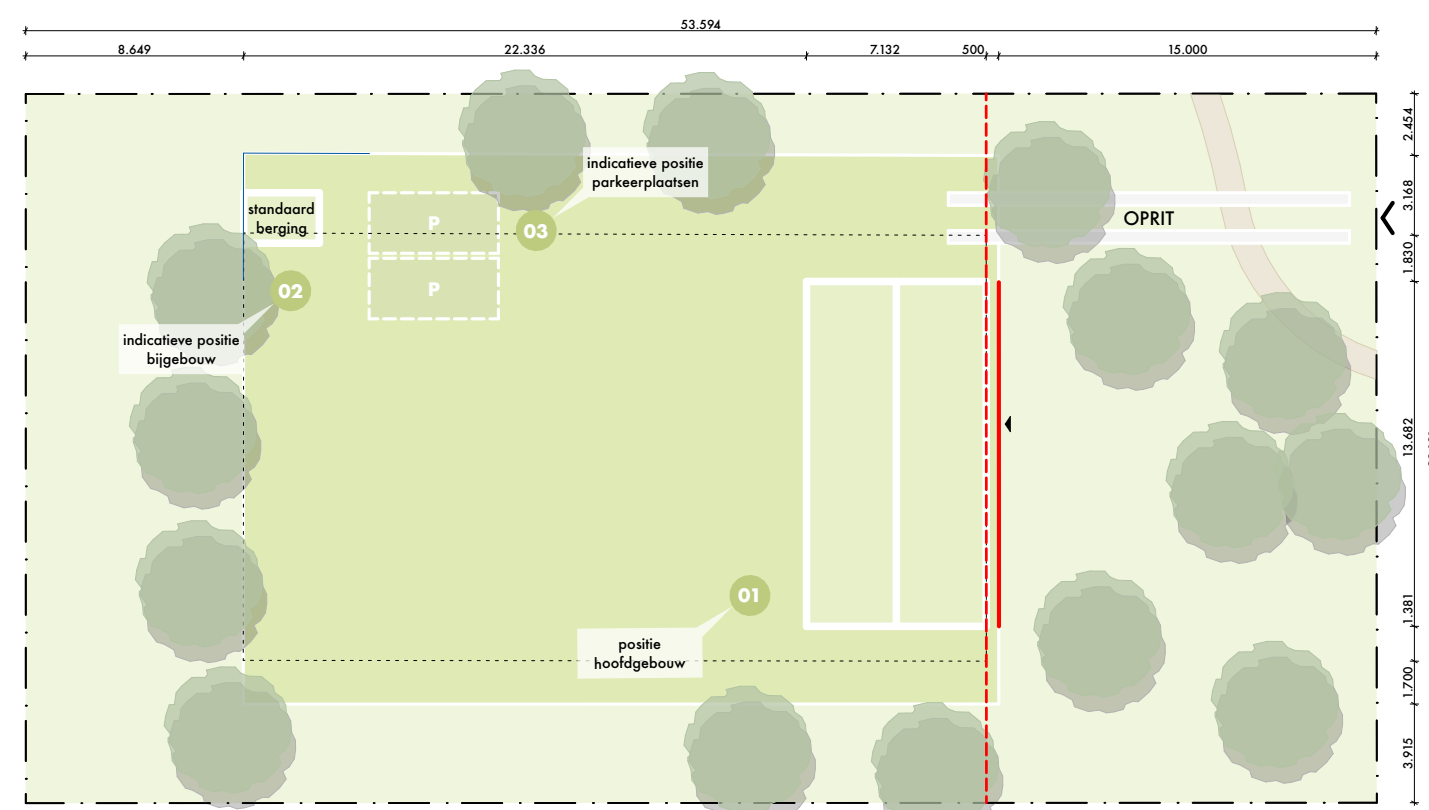 53.594
8.649 22.336 7.132 500 15.000
2.454
3.168
1.830
13.682
1.381
1.700
3.915
indicatieve positie
parkeerplaatsen
standaard
berging
P
03
OPRIT
P
02
indicatieve positie
bijgebouw
01
positie
hoofdgebouw